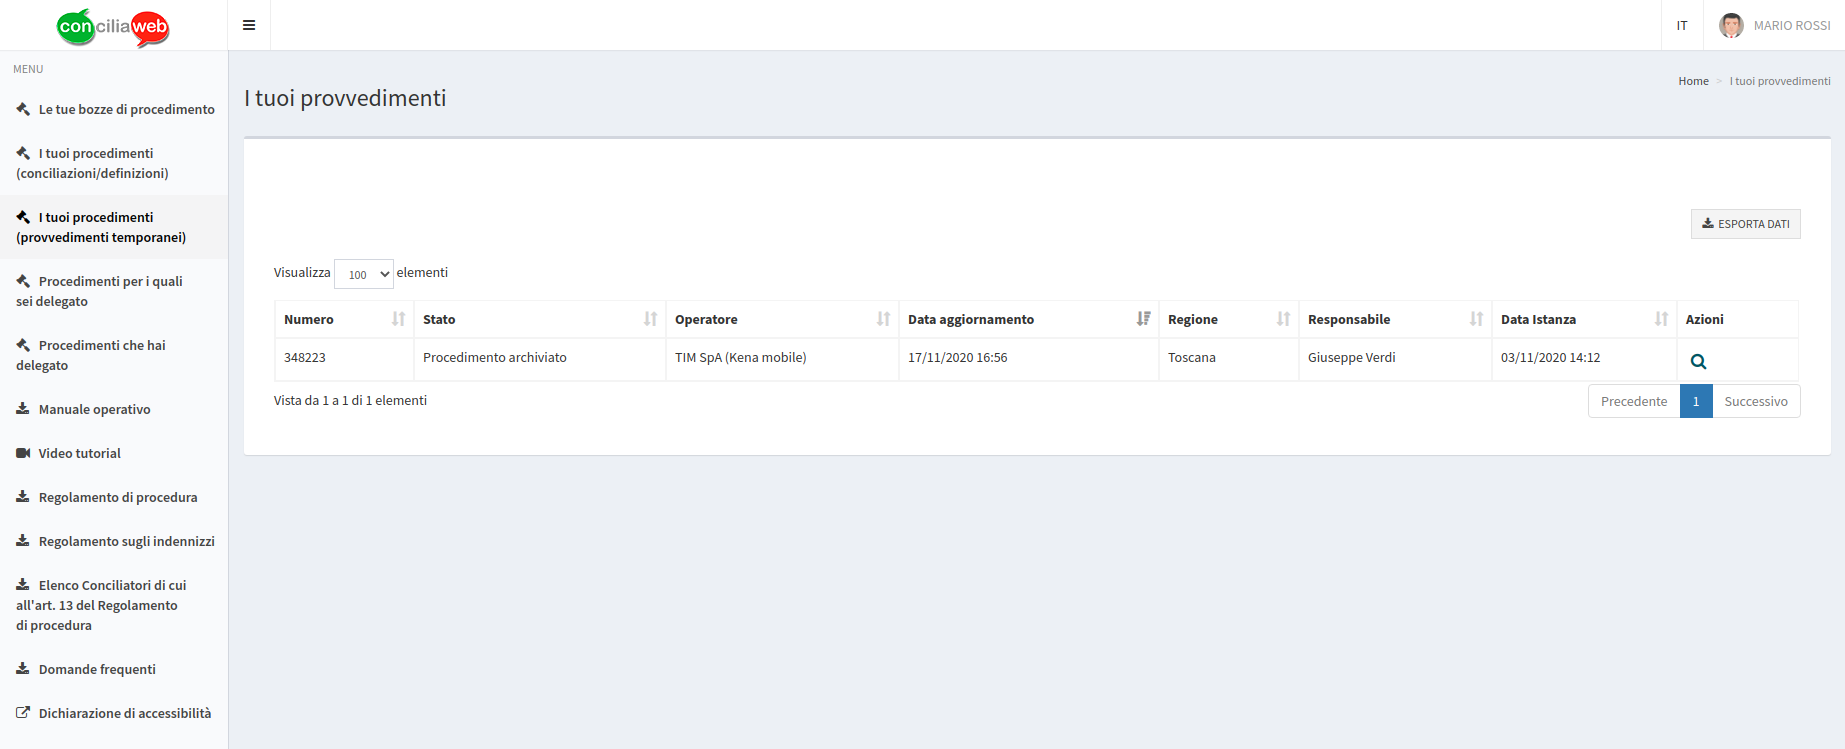 conciliaweb
IT
MARIO ROSSI
MENU
Le tue bozze di procedimento
I tuoi procedimenti
(conciliazioni/definizioni)
I tuoi procedimenti
(provvedimenti temporanei)
Procedimenti per i quali
sei delegato
Procedimenti che hai
delegato
Manuale operativo
Video tutorial
Regolamento di procedura
Regolamento sugli indennizzi
Elenco Conciliatori di cui
all'art. 13 del Regolamento
di procedura
Domande frequenti
Dichiarazione di accessibilità
I tuoi provvedimenti
Home > I tuoi provvedimenti
ESPORTA DATI
Visualizza 100 elementi
Numero Stato Operatore Data aggiornamento Regione Responsabile Data Istanza Azioni
348223 Procedimento archiviato TIM SpA (Kena mobile) 17/11/2020 16:56 Toscana Giuseppe Verdi 03/11/2020 14:12
Vista da 1 a 1 di 1 elementi
Precedente 1 Successivo